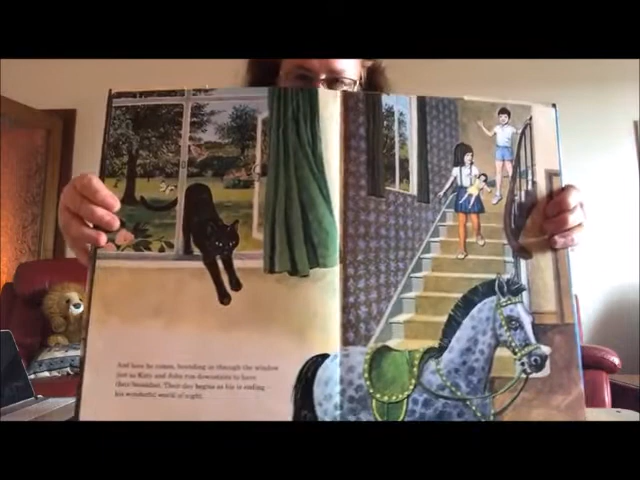 And here he comes, bounding in through the window
just as Kate and John run downstairs to have
their breakfast. Their day begins as his is ending
his wonderful world of night.